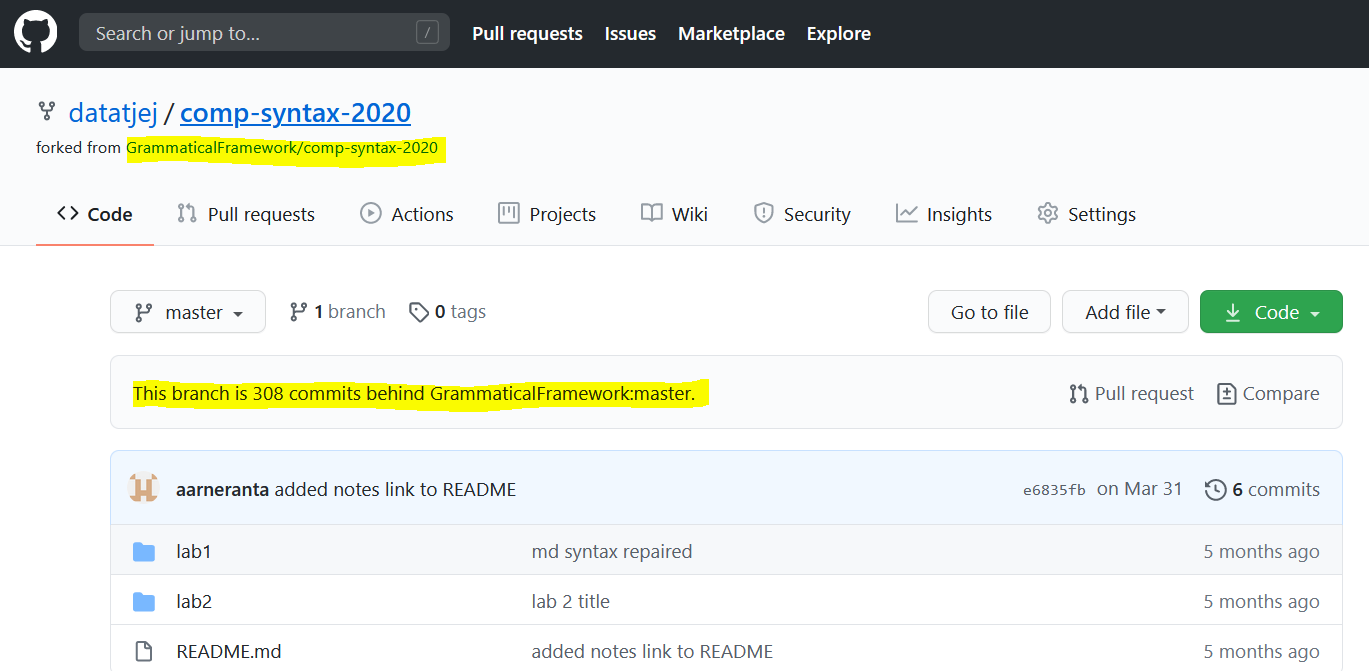 Search or jump to... / Pull requests Issues Marketplace Explore
datatjej / comp-syntax-2020
forked from GrammaticalFramework/comp-syntax-2020
Code Pull requests Actions Projects Wiki Security Insights Settings
master 1 branch 0 tags Go to file Add file Code
This branch is 308 commits behind GrammaticalFramework:master. Pull request Compare
aarneranta added notes link to README e6835fb on Mar 31 6 commits
lab1 md syntax repaired 5 months ago
lab2 lab 2 title 5 months ago
README.md added notes link to README 5 months ago